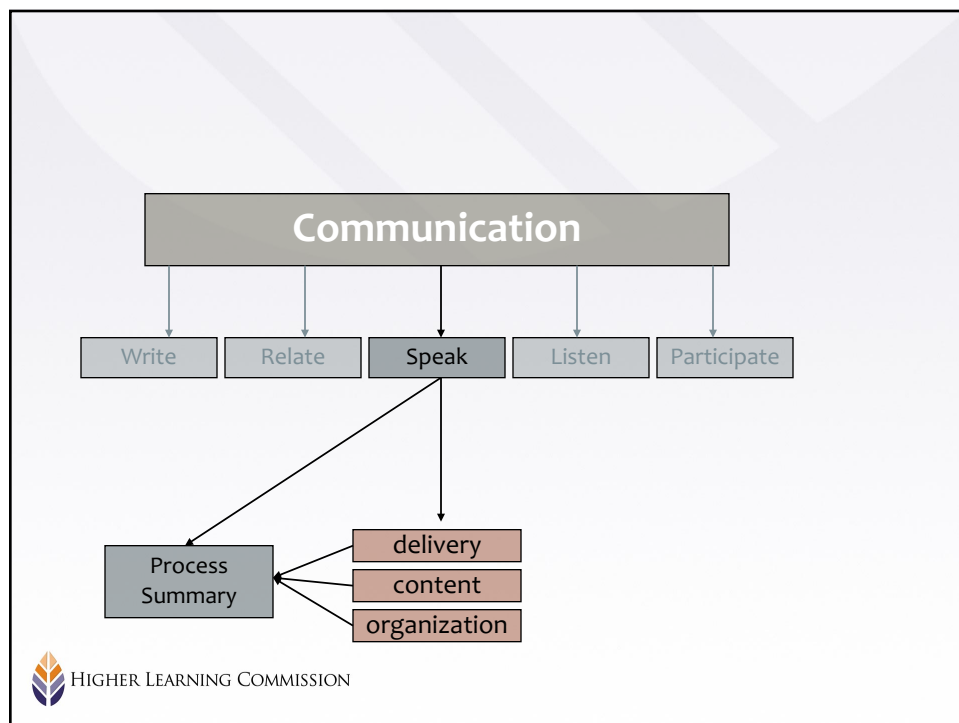 Communication
Write
Relate
Speak
Listen
Participate
delivery
Process
Summary
content
organization
HIGHER LEARNING COMMISSION